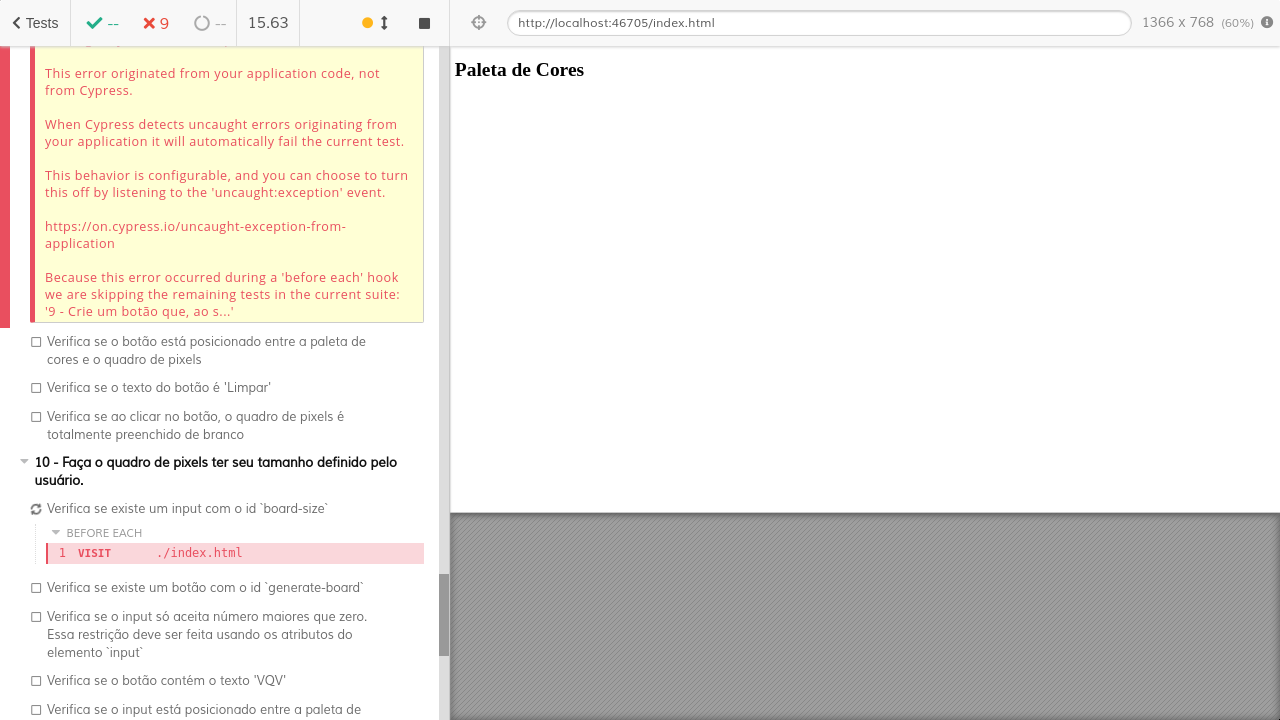 Tests
--
9
--
15.63
http://localhost:46705/index.html
1366 x 768 (60%)
This error originated from your application code, not
from Cypress.
When Cypress detects uncaught errors originating from
your application it will automatically fail the current test.
This behavior is configurable, and you can choose to turn
this off by listening to the 'uncaught:exception' event.
https://on.cypress.io/uncaught-exception-from-
application
Because this error occurred during a 'before each' hook
we are skipping the remaining tests in the current suite:
'9 - Crie um botão que, ao s...'
Verifica se o botão está posicionado entre a paleta de
cores e o quadro de pixels
Verifica se o texto do botão é 'Limpar'
Verifica se ao clicar no botão, o quadro de pixels é
totalmente preenchido de branco
10 - Faça o quadro de pixels ter seu tamanho definido pelo
usuário.
Verifica se existe um input com o id `board-size`
BEFORE EACH
1 VISIT ./index.html
Verifica se existe um botão com o id `generate-board`
Verifica se o input só aceita número maiores que zero.
Essa restrição deve ser feita usando os atributos do
elemento `input`
Verifica se o botão contém o texto 'VQV'
Verifica se o input está posicionado entre a paleta de
Paleta de Cores